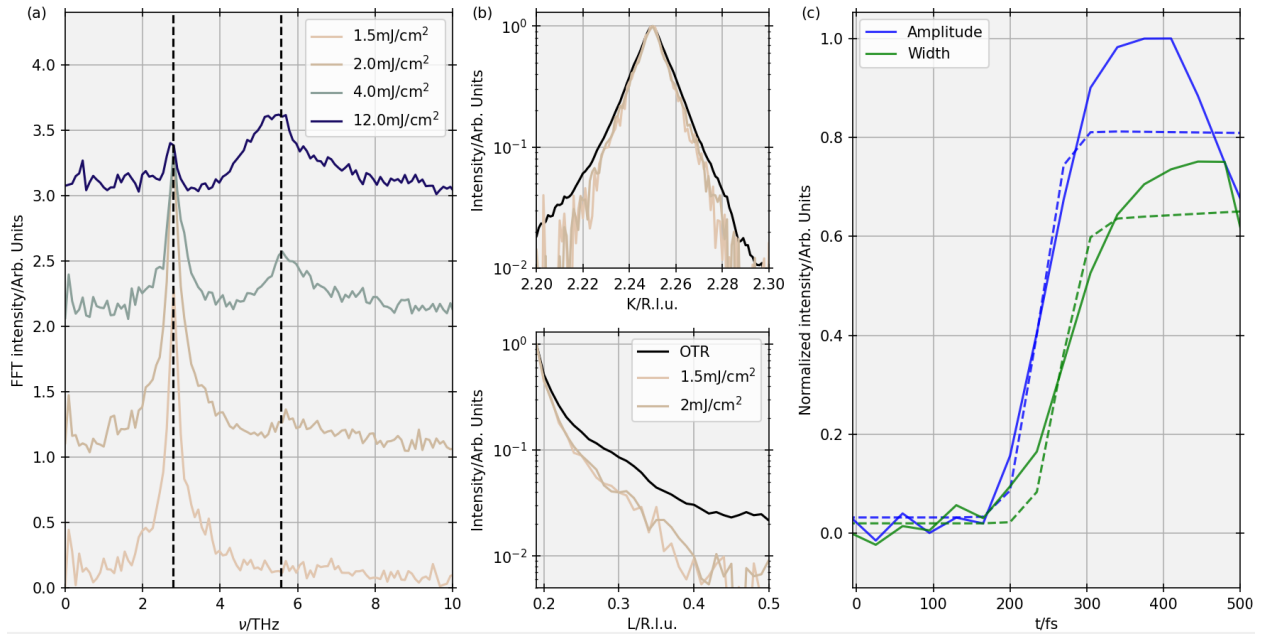 (a)
1.5mJ/cm²
2.0mJ/cm²
4.0mJ/cm²
12.0mJ/cm²
4.0
3.5
3.0
2.5
2.0
1.5
1.0
0.5
0.0
FFT intensity/Arb. Units
0 2 4 6 8 10
ν/THz
(b)
10⁰
10⁻¹
10⁻²
Intensity/Arb. Units
2.20 2.22 2.24 2.26 2.28 2.30
K/R.l.u.
OTR
1.5mJ/cm²
2mJ/cm²
10⁰
10⁻¹
10⁻²
Intensity/Arb. Units
0.2 0.3 0.4 0.5
L/R.l.u.
(c)
Amplitude
Width
1.0
0.8
0.6
0.4
0.2
0.0
Normalized intensity/Arb. Units
0 100 200 300 400 500
t/fs